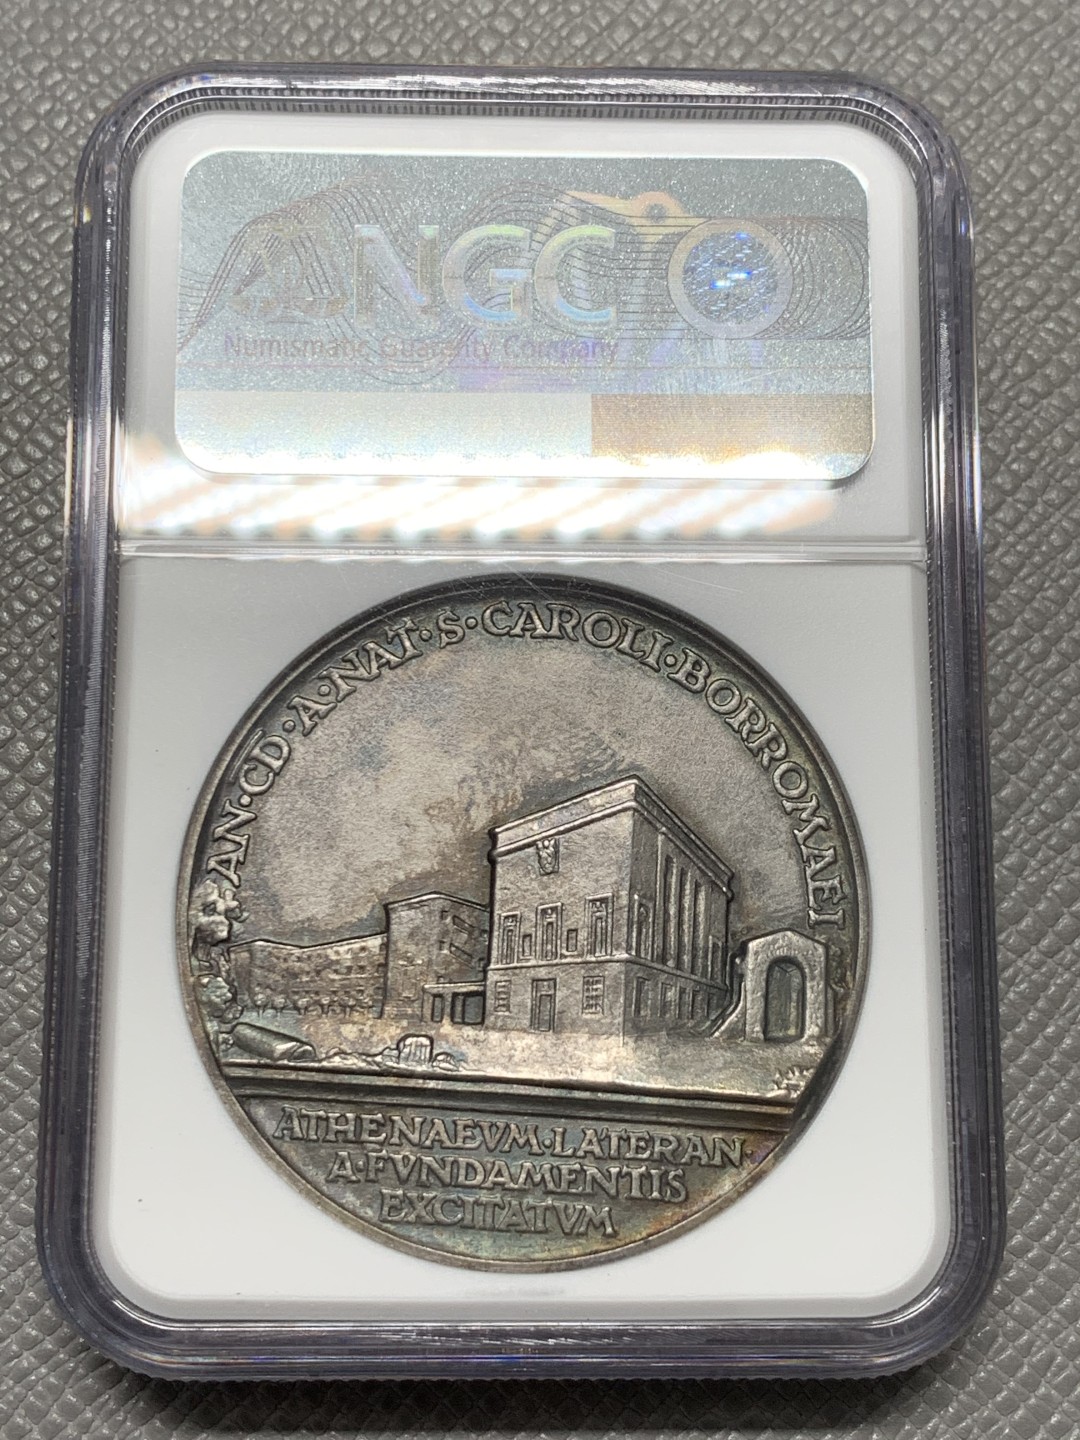 NGC
Numismatic Guaranty Company
AN·CD·A·NAT·S·CAROLI·BORROMAEI
ATHENAEVM·LATERAN·
A·FVNDAMENTIS
EXCITATVM